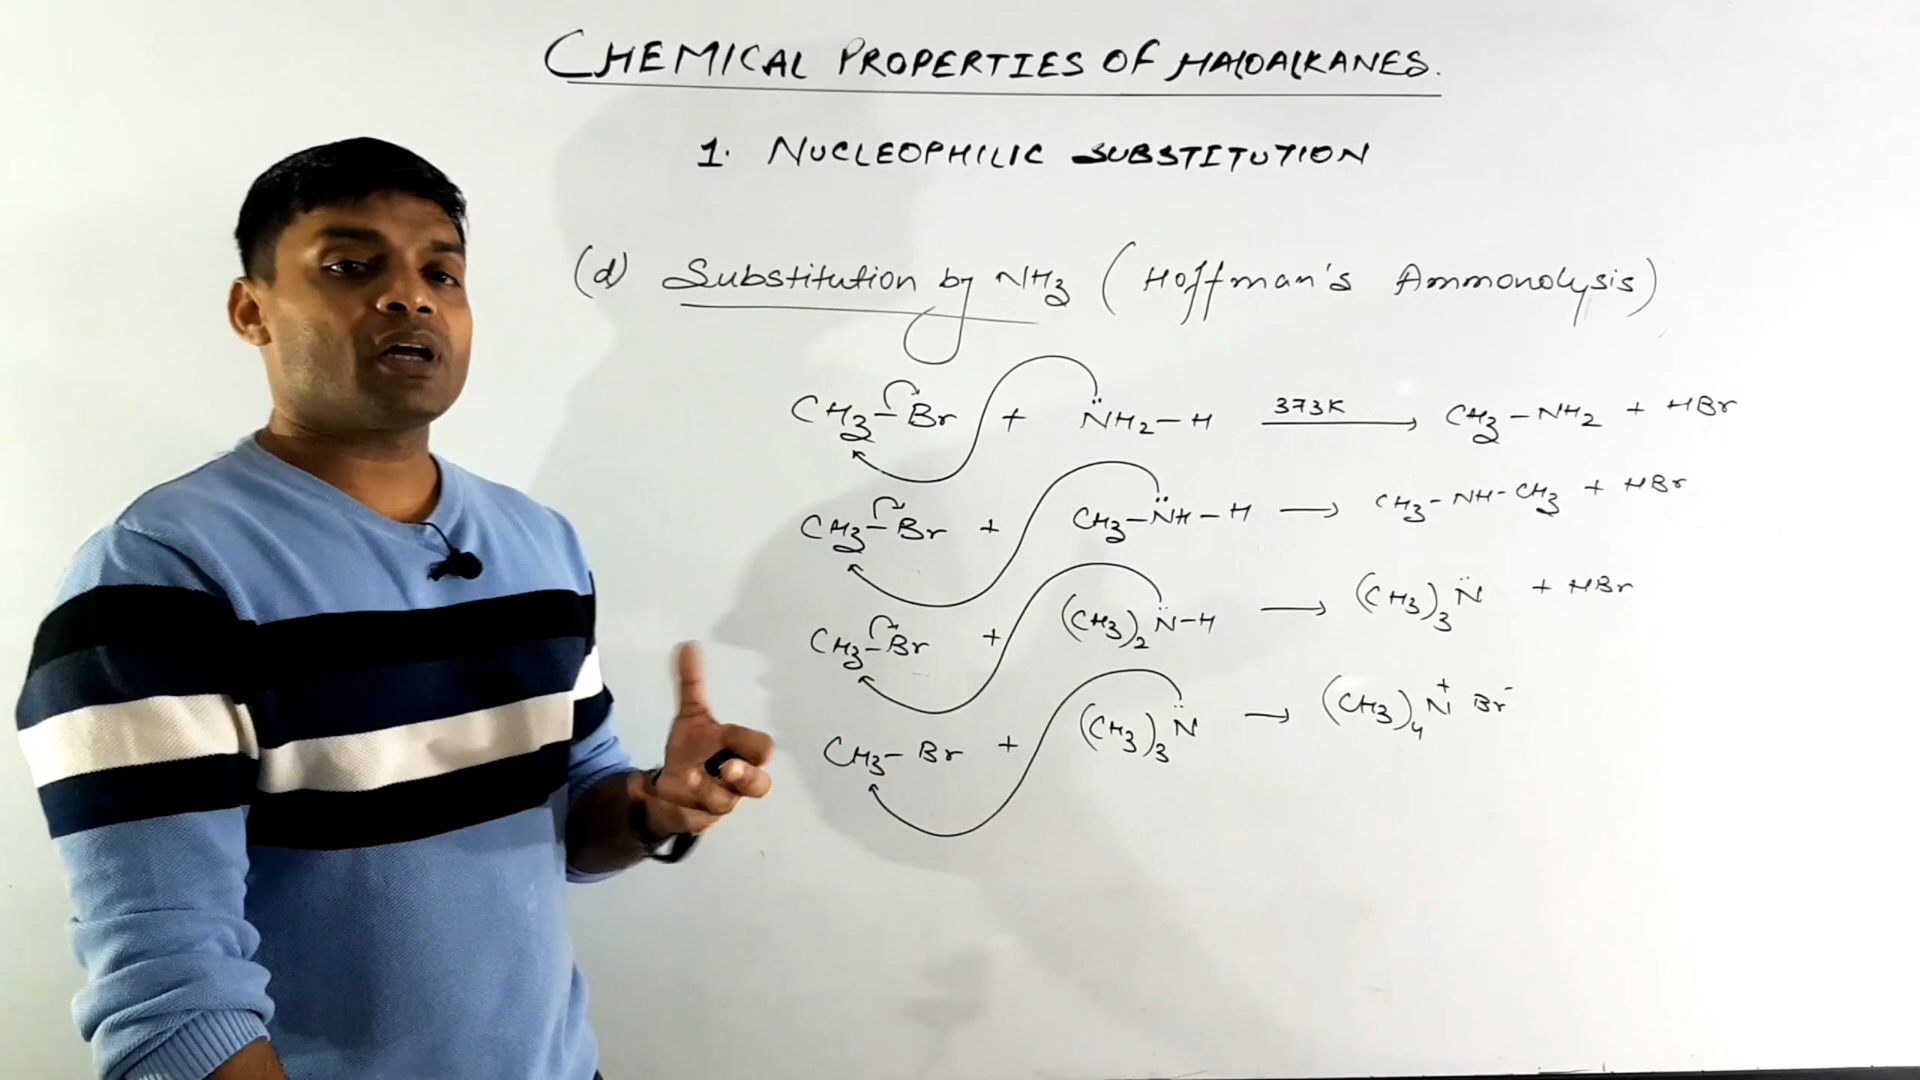 CHEMICAL PROPERTIES OF HALOALKANES.
1. NUCLEOPHILIC SUBSTITUTION
(d) Substitution by NH₃ (Hoffman's Ammonolysis)
CH₃–Br + N̈H₂–H 373K → CH₃–NH₂ + HBr
CH₃–Br + CH₃–N̈H–H → CH₃–NH–CH₃ + HBr
CH₃–Br + (CH₃)₂N̈–H → (CH₃)₃N̈ + HBr
CH₃–Br + (CH₃)₃N̈ → (CH₃)₄N⁺ Br⁻